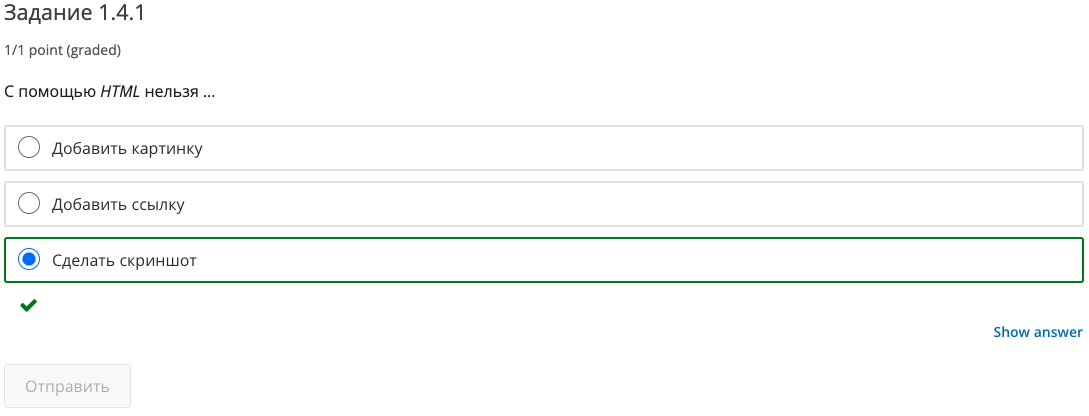 Задание 1.4.1
1/1 point (graded)
С помощью HTML нельзя ...
Добавить картинку
Добавить ссылку
Сделать скриншот
Show answer
Отправить